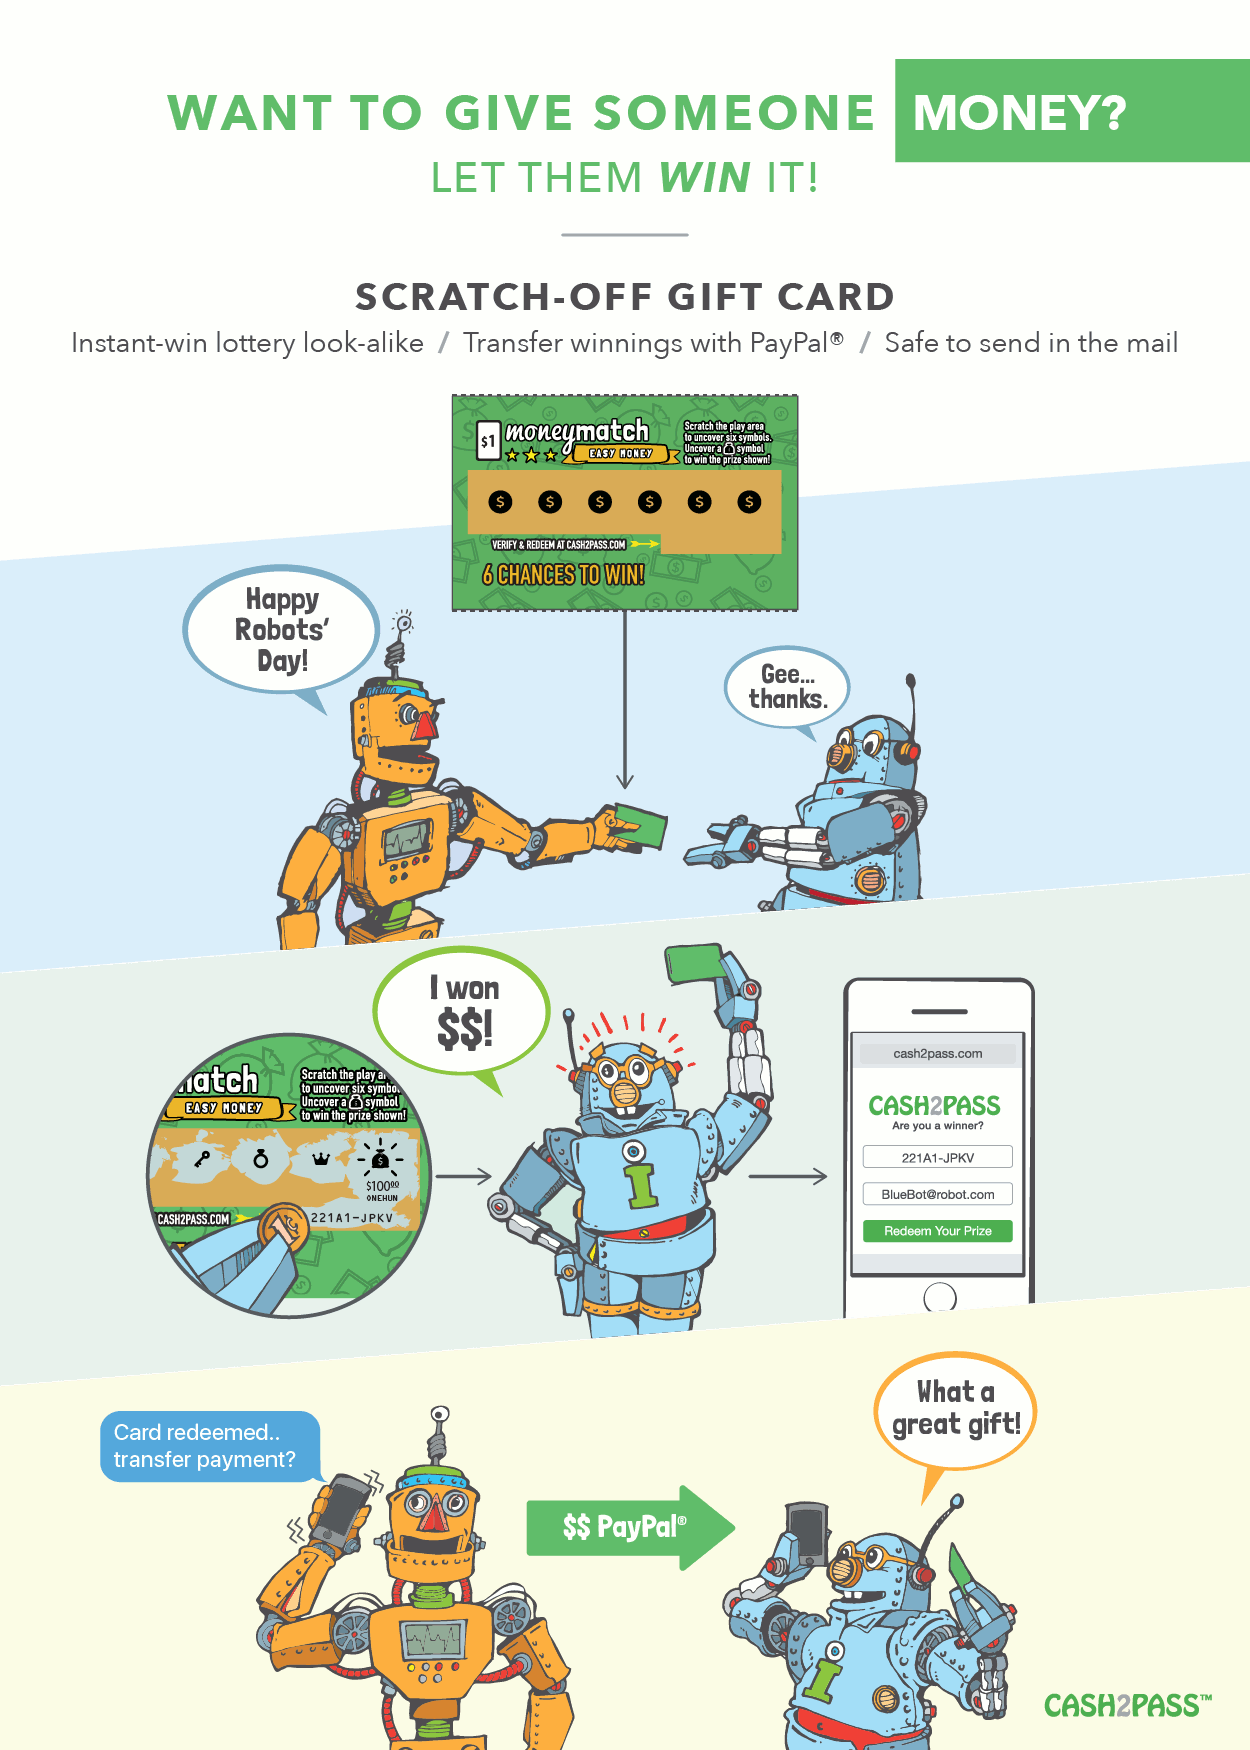 WANT TO GIVE SOMEONE MONEY?
LET THEM WIN IT!
SCRATCH-OFF GIFT CARD
Instant-win lottery look-alike / Transfer winnings with PayPal® / Safe to send in the mail
$1
moneymatch
EASY MONEY
Scratch the play area
to uncover six symbols.
Uncover a symbol
to win the prize shown!
$ $ $ $ $ $
VERIFY & REDEEM AT CASH2PASS.COM
6 CHANCES TO WIN!
Happy
Robots'
Day!
Gee...
thanks.
I won
$$!
atch
EASY MONEY
Scratch the play a
to uncover six symbo
Uncover a symbol
to win the prize shown!
$100⁰⁰
ONEHUN
CASH2PASS.COM
221A1-JPKV
I
cash2pass.com
CASH2PASS
Are you a winner?
221A1-JPKV
BlueBot@robot.com
Redeem Your Prize
Card redeemed..
transfer payment?
$$ PayPal®
What a
great gift!
I
CASH2PASS™